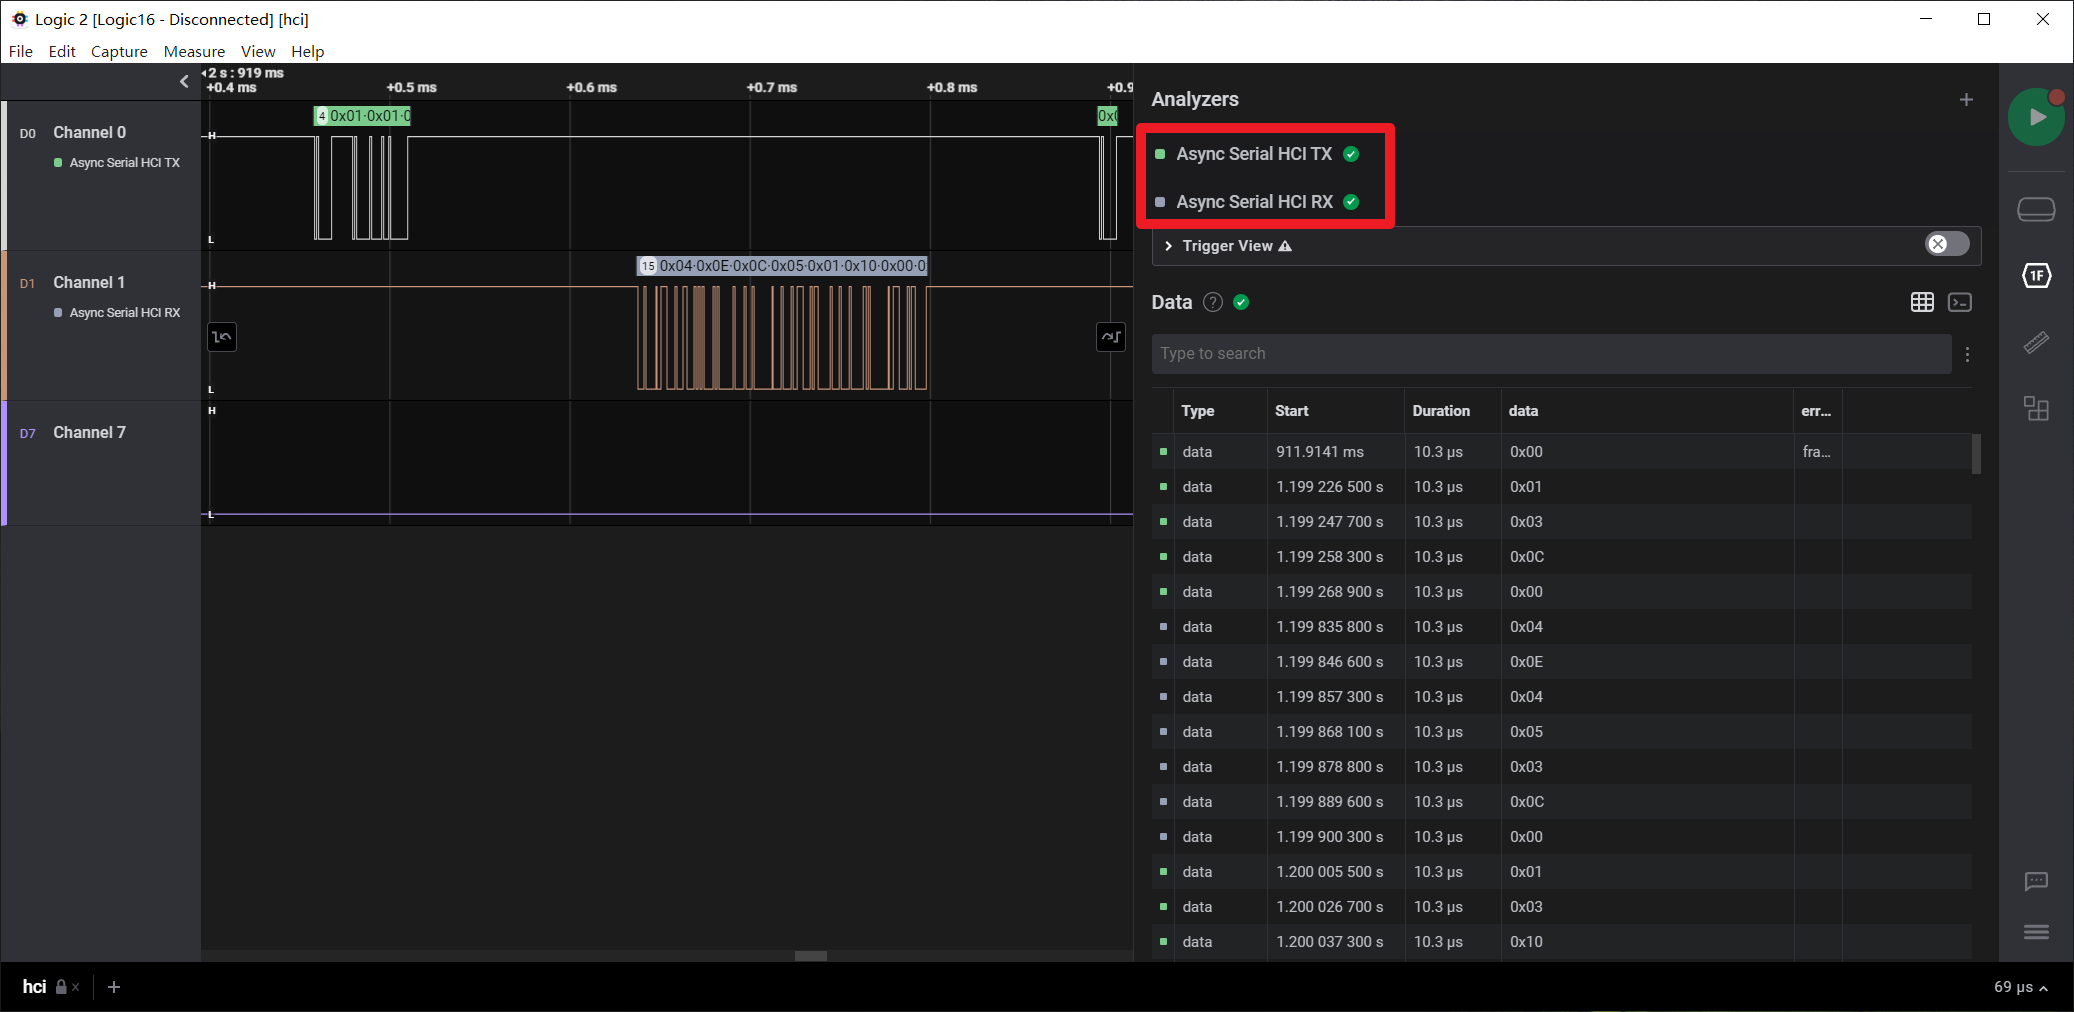 Logic 2 [Logic16 - Disconnected] [hci]
File Edit Capture Measure View Help
2 s : 919 ms
+0.4 ms +0.5 ms +0.6 ms +0.7 ms +0.8 ms +0.9
D0 Channel 0
Async Serial HCI TX
H
L
4 0x01·0x01·0
0x0
D1 Channel 1
Async Serial HCI RX
H
L
15 0x04·0x0E·0x0C·0x05·0x01·0x10·0x00·0
D7 Channel 7
H
L
Analyzers
Async Serial HCI TX
Async Serial HCI RX
Trigger View
Data
Type to search
Type Start Duration data err...
data 911.9141 ms 10.3 µs 0x00 fra...
data 1.199 226 500 s 10.3 µs 0x01
data 1.199 247 700 s 10.3 µs 0x03
data 1.199 258 300 s 10.3 µs 0x0C
data 1.199 268 900 s 10.3 µs 0x00
data 1.199 835 800 s 10.3 µs 0x04
data 1.199 846 600 s 10.3 µs 0x0E
data 1.199 857 300 s 10.3 µs 0x04
data 1.199 868 100 s 10.3 µs 0x05
data 1.199 878 800 s 10.3 µs 0x03
data 1.199 889 600 s 10.3 µs 0x0C
data 1.199 900 300 s 10.3 µs 0x00
data 1.200 005 500 s 10.3 µs 0x01
data 1.200 026 700 s 10.3 µs 0x03
data 1.200 037 300 s 10.3 µs 0x10
1F
hci
69 µs